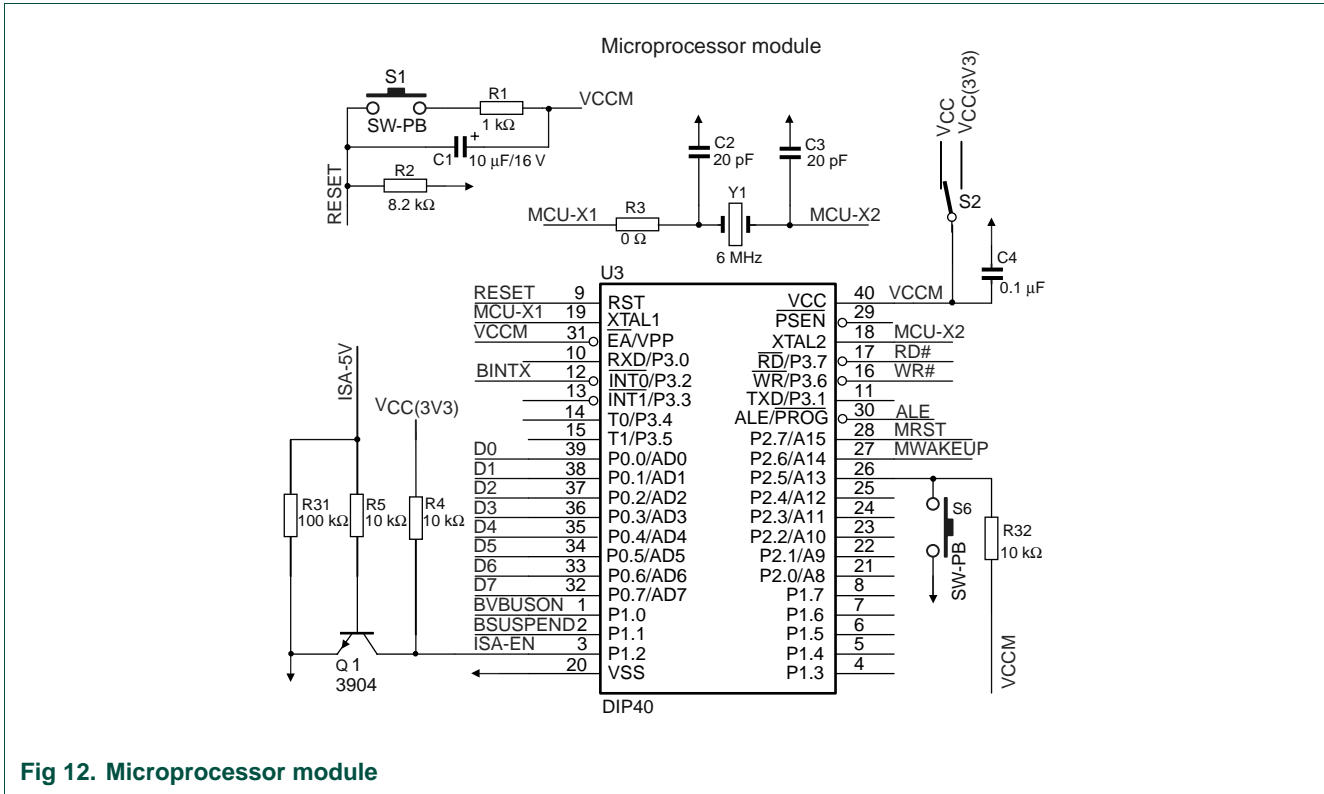 Microprocessor module
S1
SW-PB
R1
1 kΩ
VCCM
C1
+
10 μF/16 V
RESET
R2
8.2 kΩ
C2
20 pF
C3
20 pF
MCU-X1
R3
0 Ω
Y1
6 MHz
MCU-X2
VCC
VCC(3V3)
S2
C4
0.1 μF
U3
RESET 9 RST
MCU-X1 19 XTAL1
VCCM 31 EA/VPP
10 RXD/P3.0
BINTX 12 INT0/P3.2
13 INT1/P3.3
14 T0/P3.4
15 T1/P3.5
D0 39 P0.0/AD0
D1 38 P0.1/AD1
D2 37 P0.2/AD2
D3 36 P0.3/AD3
D4 35 P0.4/AD4
D5 34 P0.5/AD5
D6 33 P0.6/AD6
D7 32 P0.7/AD7
BVBUSON 1 P1.0
BSUSPEND 2 P1.1
ISA-EN 3 P1.2
20 VSS
VCC 40 VCCM
PSEN 29
XTAL2 18 MCU-X2
RD/P3.7 17 RD#
WR/P3.6 16 WR#
TXD/P3.1 11
ALE/PROG 30 ALE
P2.7/A15 28 MRST
P2.6/A14 27 MWAKEUP
P2.5/A13 26
P2.4/A12 25
P2.3/A11 24
P2.2/A10 23
P2.1/A9 22
P2.0/A8 21
P1.7 8
P1.6 7
P1.5 6
P1.4 5
P1.3 4
DIP40
ISA-5V
VCC(3V3)
R31
100 kΩ
R5
10 kΩ
R4
10 kΩ
Q1
3904
S6
SW-PB
R32
10 kΩ
VCCM
Fig 12. Microprocessor module